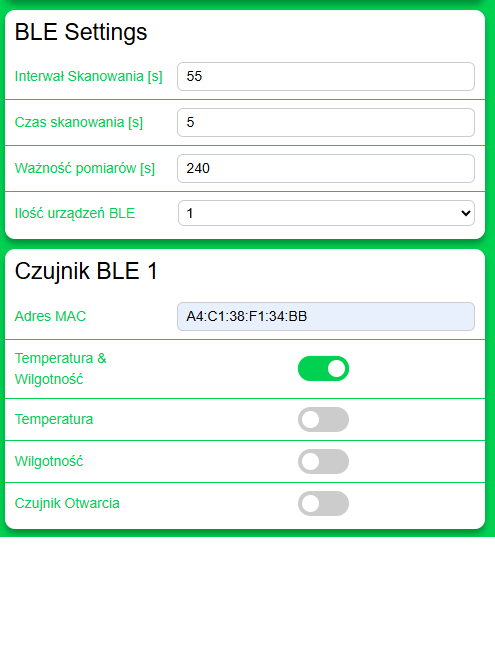 BLE Settings
Interwał Skanowania [s]
55
Czas skanowania [s]
5
Ważność pomiarów [s]
240
Ilość urządzeń BLE
1
Czujnik BLE 1
Adres MAC
A4:C1:38:F1:34:BB
Temperatura &
Wilgotność
Temperatura
Wilgotność
Czujnik Otwarcia